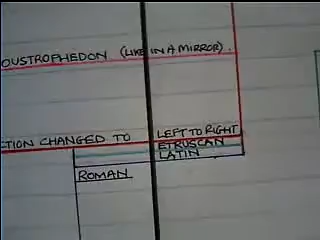 OUSTROPHEDON (LIKE IN A MIRROR).
CTION CHANGED TO LEFT TO RIGHT
ETRUSCAN
LATIN
ROMAN